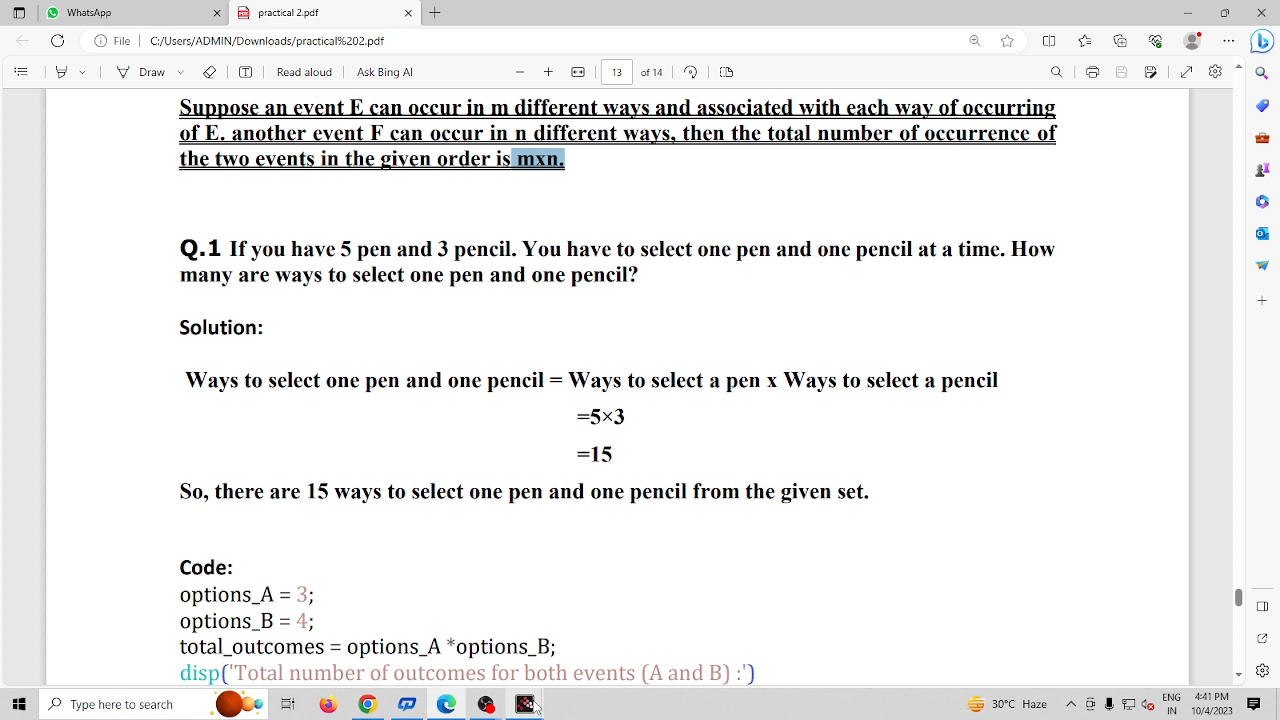 WhatsApp
practical 2.pdf
File
C:/Users/ADMIN/Downloads/practical%202.pdf
Draw
Read aloud
Ask Bing AI
13
of 14
Suppose an event E can occur in m different ways and associated with each way of occurring
of E. another event F can occur in n different ways, then the total number of occurrence of
the two events in the given order is mxn.
Q.1 If you have 5 pen and 3 pencil. You have to select one pen and one pencil at a time. How
many are ways to select one pen and one pencil?
Solution:
Ways to select one pen and one pencil = Ways to select a pen x Ways to select a pencil
=5×3
=15
So, there are 15 ways to select one pen and one pencil from the given set.
Code:
options_A = 3;
options_B = 4;
total_outcomes = options_A *options_B;
disp('Total number of outcomes for both events (A and B) :')
Type here to search
30°C Haze
ENG
IN
4:41 PM
10/4/2023